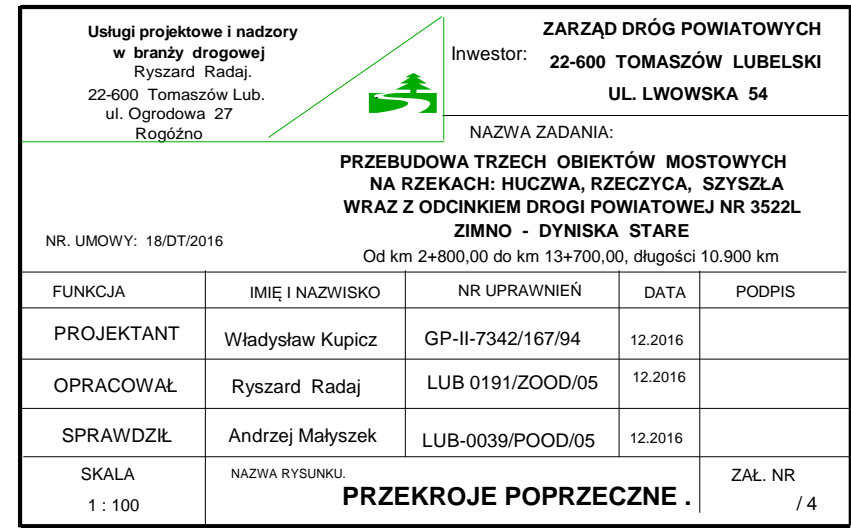 Usługi projektowe i nadzory
w branży drogowej
Ryszard Radaj.
22-600 Tomaszów Lub.
ul. Ogrodowa 27
Rogóźno
Inwestor:
ZARZĄD DRÓG POWIATOWYCH
22-600 TOMASZÓW LUBELSKI
UL. LWOWSKA 54
NAZWA ZADANIA:
PRZEBUDOWA TRZECH OBIEKTÓW MOSTOWYCH
NA RZEKACH: HUCZWA, RZECZYCA, SZYSZŁA
WRAZ Z ODCINKIEM DROGI POWIATOWEJ NR 3522L
ZIMNO - DYNISKA STARE
NR. UMOWY: 18/DT/2016
Od km 2+800,00 do km 13+700,00, długości 10.900 km
FUNKCJA IMIĘ I NAZWISKO NR UPRAWNIEŃ DATA PODPIS
PROJEKTANT Władysław Kupicz GP-II-7342/167/94 12.2016
OPRACOWAŁ Ryszard Radaj LUB 0191/ZOOD/05 12.2016
SPRAWDZIŁ Andrzej Małyszek LUB-0039/POOD/05 12.2016
SKALA NAZWA RYSUNKU. ZAŁ. NR
1 : 100 PRZEKROJE POPRZECZNE . / 4